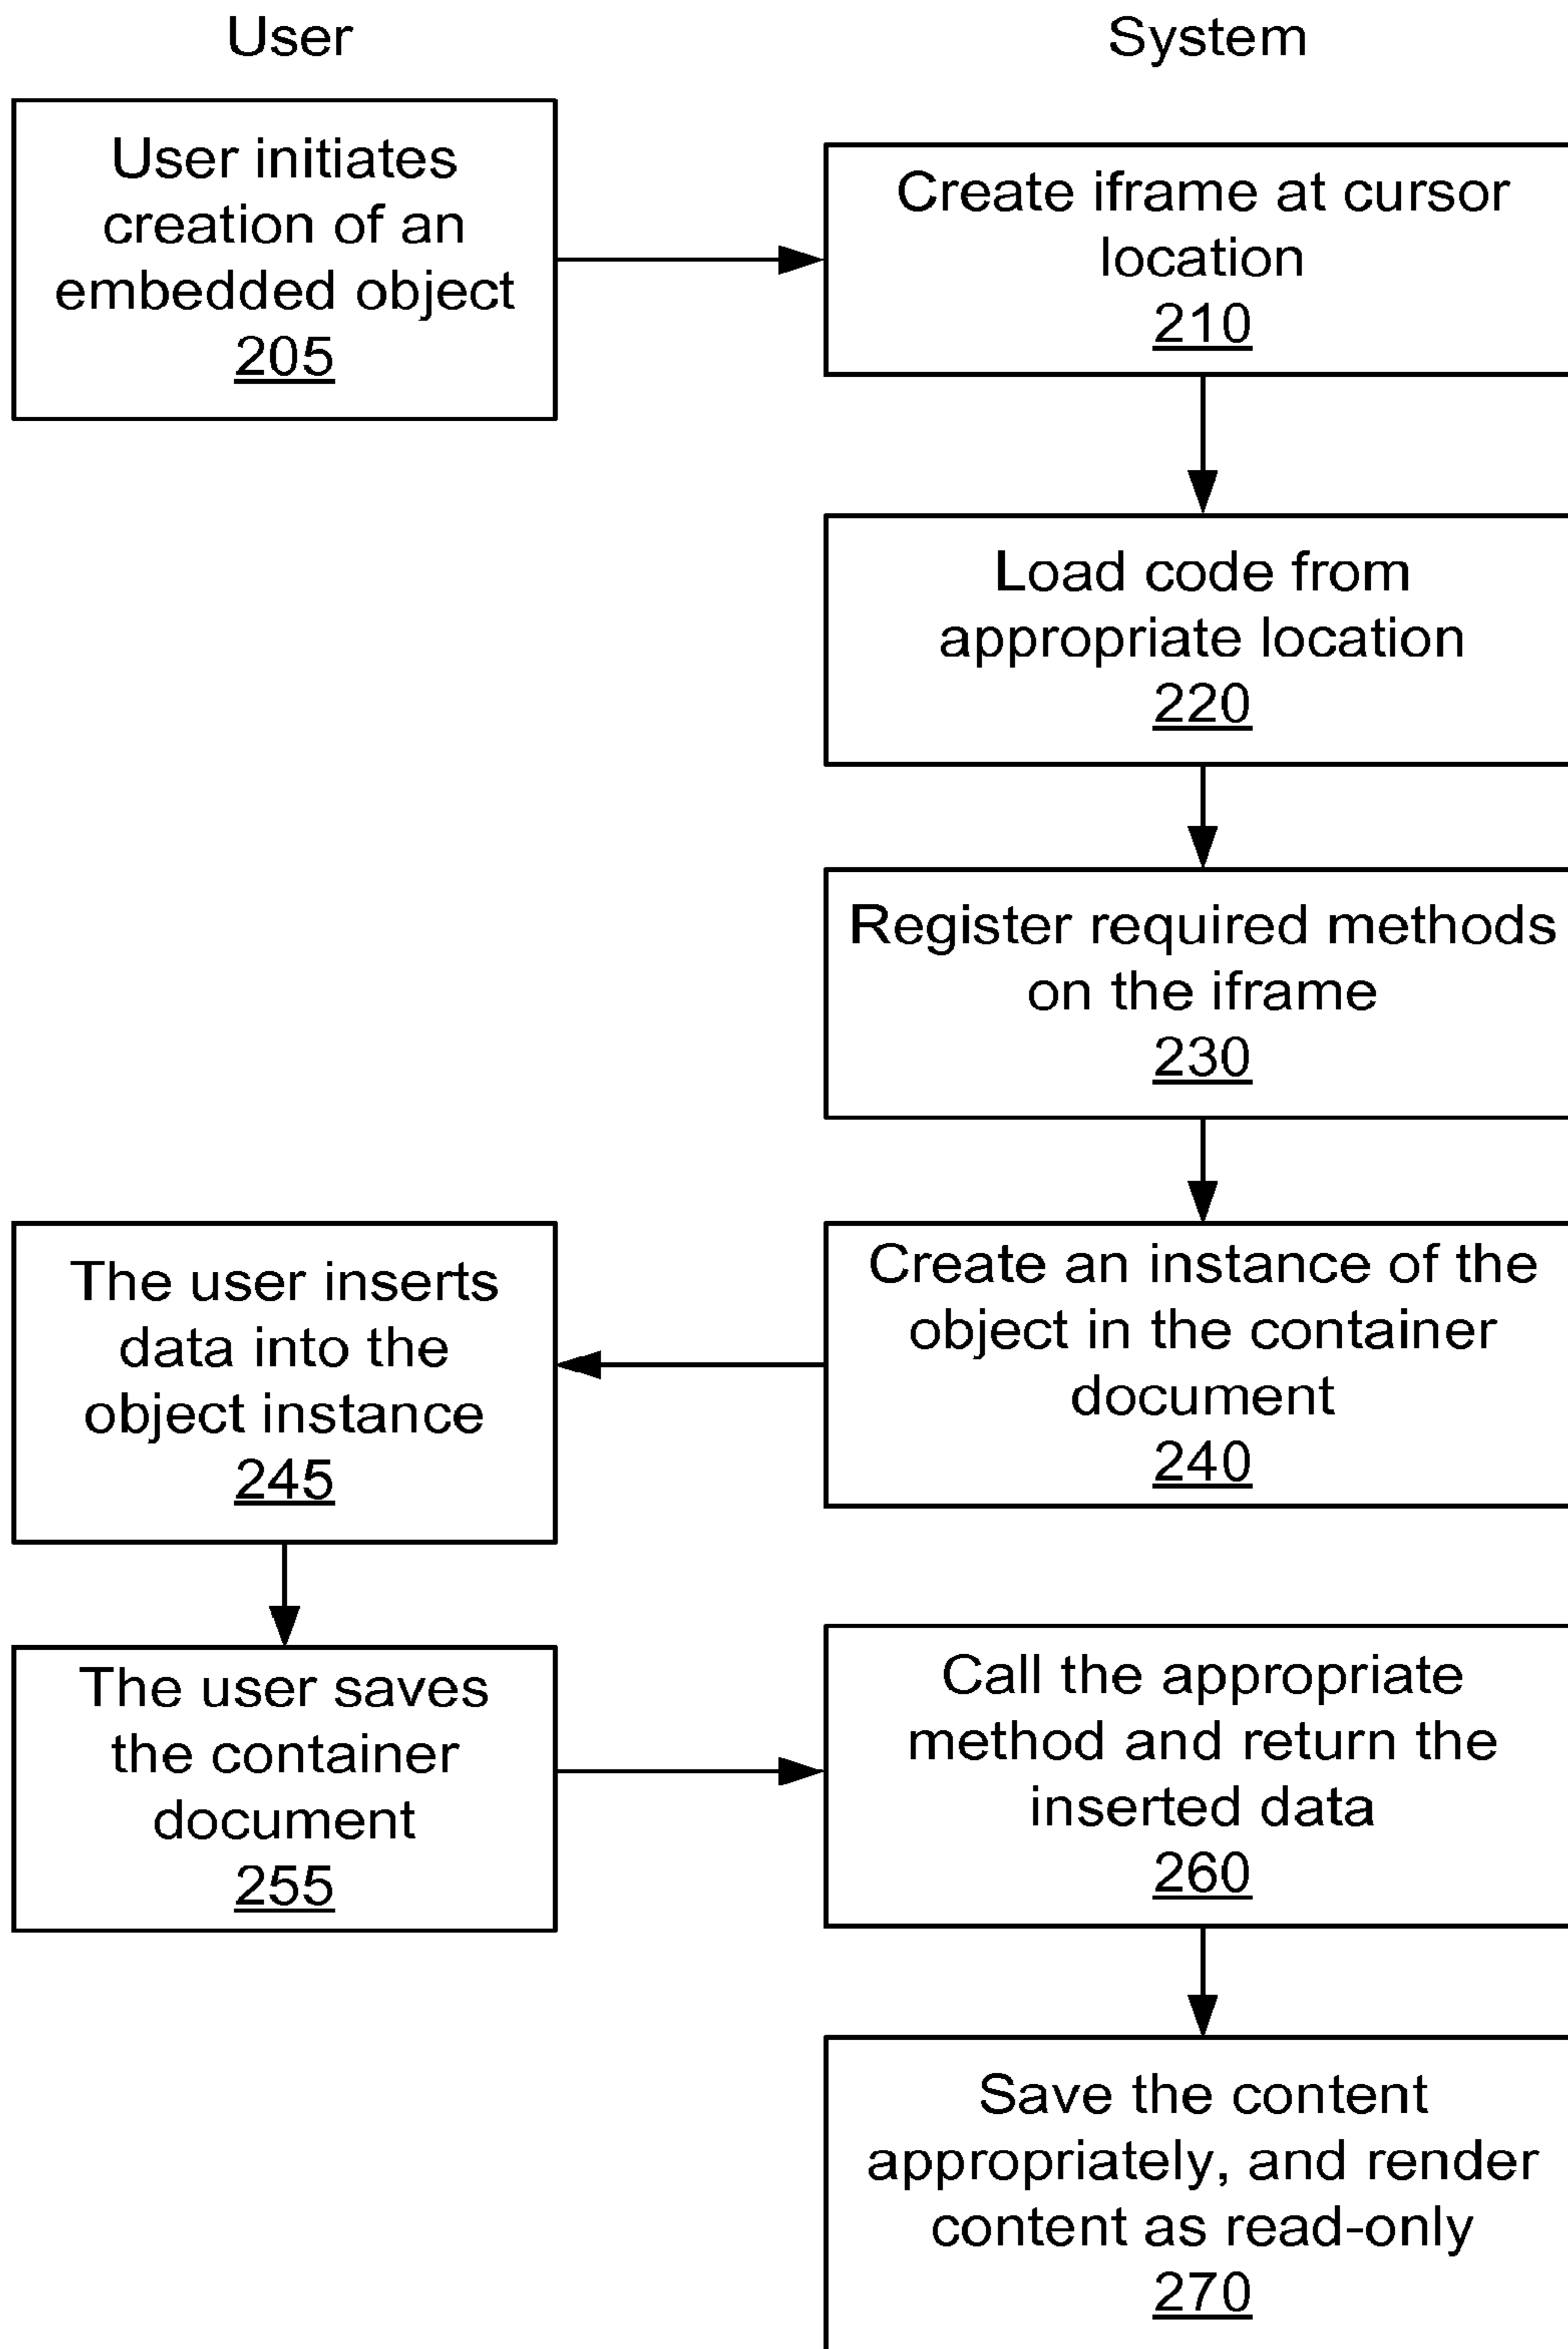 User
System
User initiates
creation of an
embedded object
205
Create iframe at cursor
location
210
Load code from
appropriate location
220
Register required methods
on the iframe
230
Create an instance of the
object in the container
document
240
The user inserts
data into the
object instance
245
The user saves
the container
document
255
Call the appropriate
method and return the
inserted data
260
Save the content
appropriately, and render
content as read-only
270